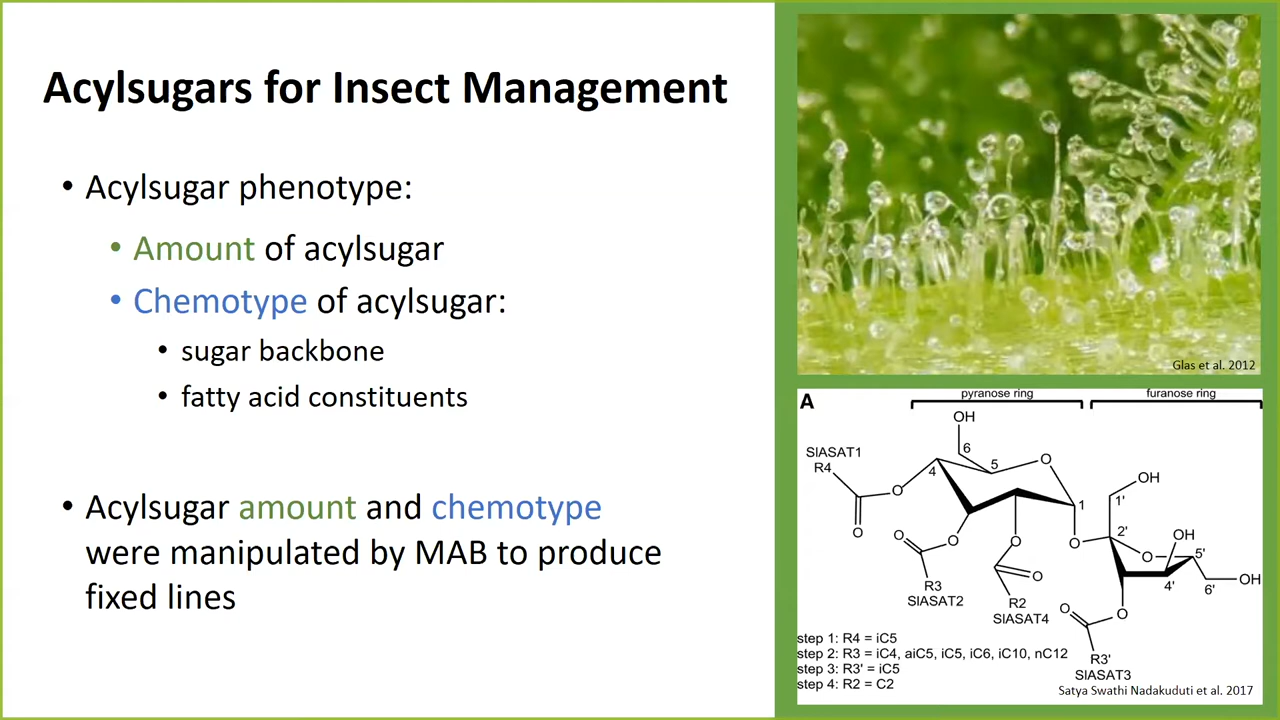 Acylsugars for Insect Management
• Acylsugar phenotype:
• Amount of acylsugar
• Chemotype of acylsugar:
• sugar backbone
• fatty acid constituents
• Acylsugar amount and chemotype
were manipulated by MAB to produce
fixed lines
Glas et al. 2012
A
pyranose ring
furanose ring
OH
SlASAT1
R4
6
5
O
4
O
O
OH
1'
1
2'
OH
O
O
O
O
O
5'
O
R3
SlASAT2
R2
SlASAT4
4'
6'
OH
O
O
R3'
SlASAT3
step 1: R4 = iC5
step 2: R3 = iC4, aiC5, iC5, iC6, iC10, nC12
step 3: R3' = iC5
step 4: R2 = C2
Satya Swathi Nadakuduti et al. 2017